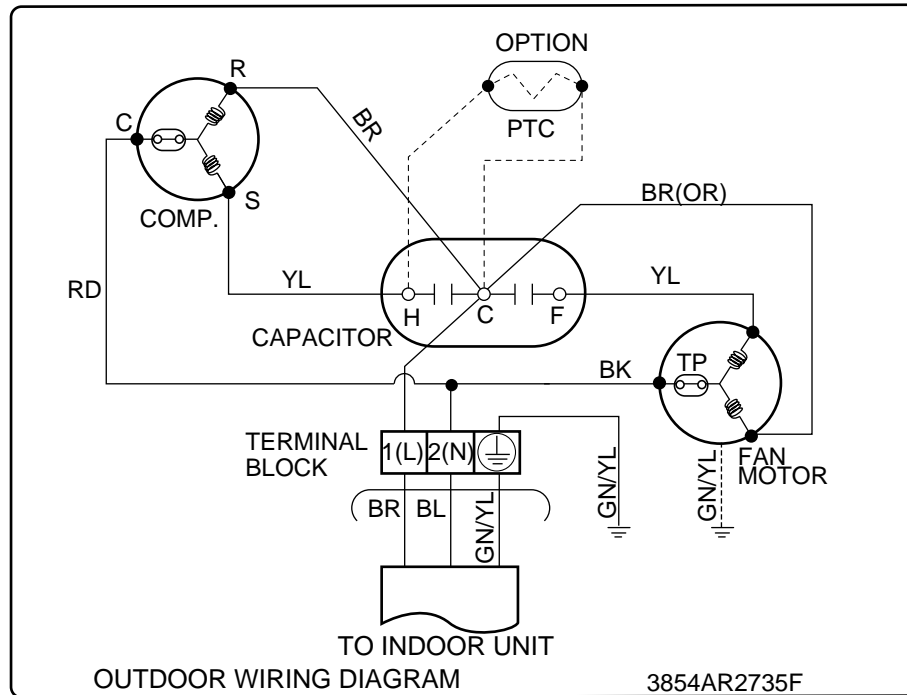 OPTION
PTC
R
C
S
COMP.
BR
BR(OR)
RD
YL
YL
H
C
F
CAPACITOR
TP
BK
FAN
MOTOR
TERMINAL
BLOCK
1(L)
2(N)
GN/YL
GN/YL
BR
BL
GN/YL
TO INDOOR UNIT
OUTDOOR WIRING DIAGRAM
3854AR2735F